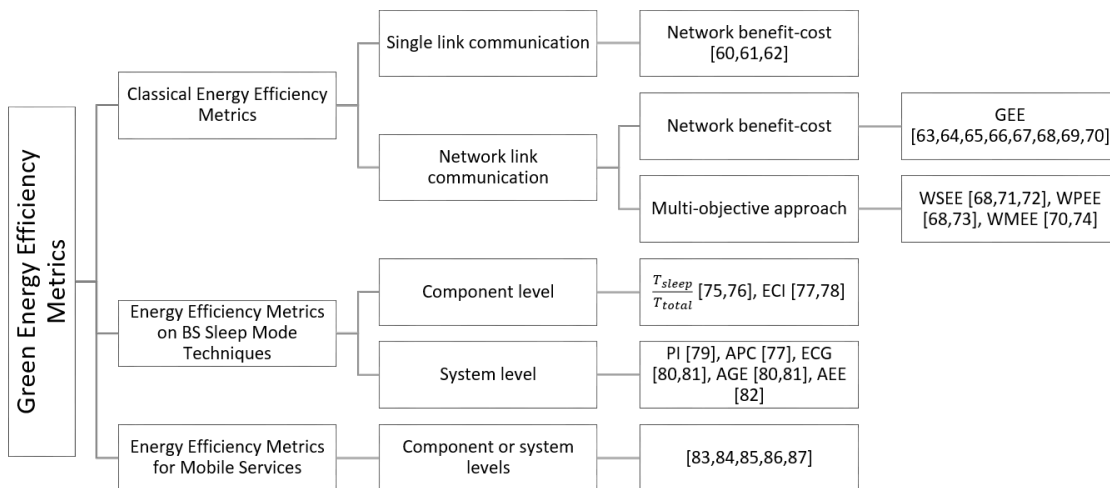 Green Energy Efficiency
Metrics
Classical Energy Efficiency
Metrics
Single link communication
Network benefit-cost
[60,61,62]
Network link
communication
Network benefit-cost
GEE
[63,64,65,66,67,68,69,70]
Multi-objective approach
WSEE [68,71,72], WPEE
[68,73], WMEE [70,74]
Energy Efficiency Metrics
on BS Sleep Mode
Techniques
Component level
T_sleep/T_total [75,76], ECI [77,78]
System level
PI [79], APC [77], ECG
[80,81], AGE [80,81], AEE
[82]
Energy Efficiency Metrics
for Mobile Services
Component or system
levels
[83,84,85,86,87]